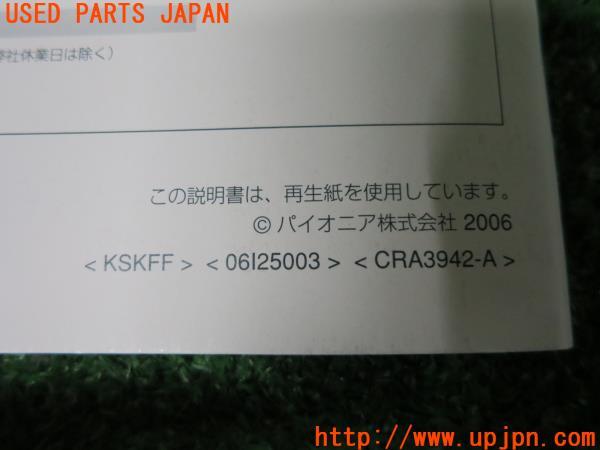 USED PARTS JAPAN
社休業日は除く)
この説明書は、再生紙を使用しています。
© パイオニア株式会社 2006
< KSKFF > < 06I25003 > < CRA3942-A >
http://www.upjpn.com